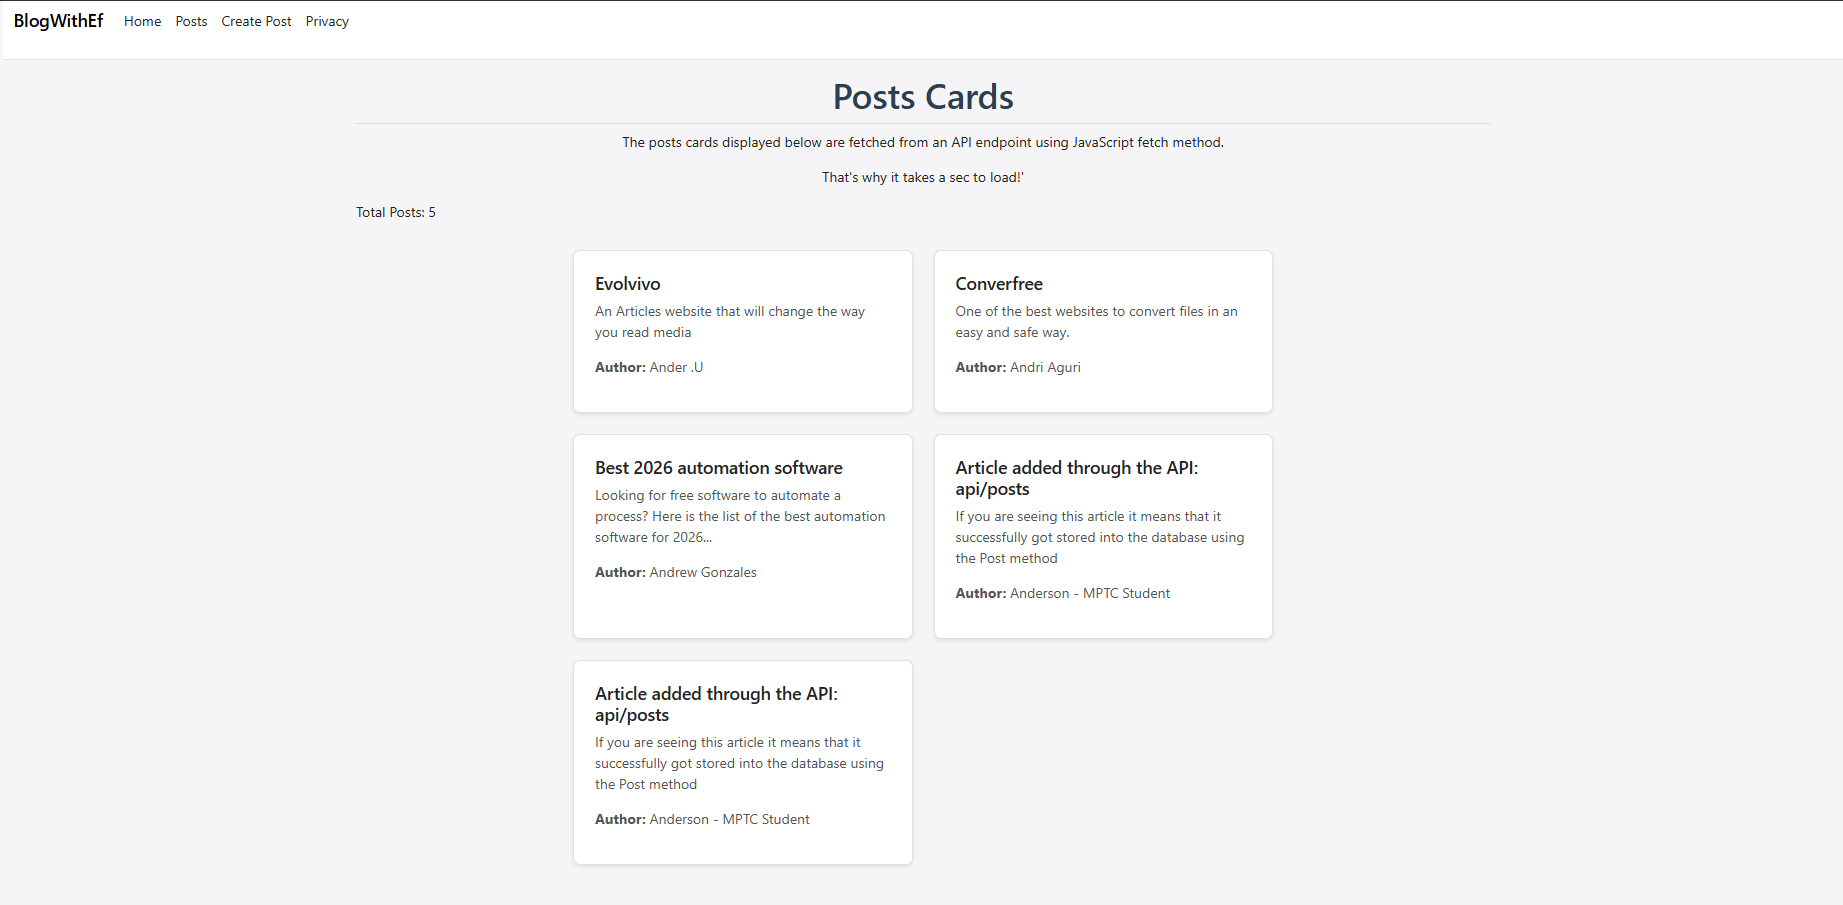 BlogWithEf Home Posts Create Post Privacy
Posts Cards
The posts cards displayed below are fetched from an API endpoint using JavaScript fetch method.
That's why it takes a sec to load!'
Total Posts: 5
Evolvivo
An Articles website that will change the way
you read media
Author: Ander .U
Converfree
One of the best websites to convert files in an
easy and safe way.
Author: Andri Aguri
Best 2026 automation software
Looking for free software to automate a
process? Here is the list of the best automation
software for 2026...
Author: Andrew Gonzales
Article added through the API:
api/posts
If you are seeing this article it means that it
successfully got stored into the database using
the Post method
Author: Anderson - MPTC Student
Article added through the API:
api/posts
If you are seeing this article it means that it
successfully got stored into the database using
the Post method
Author: Anderson - MPTC Student